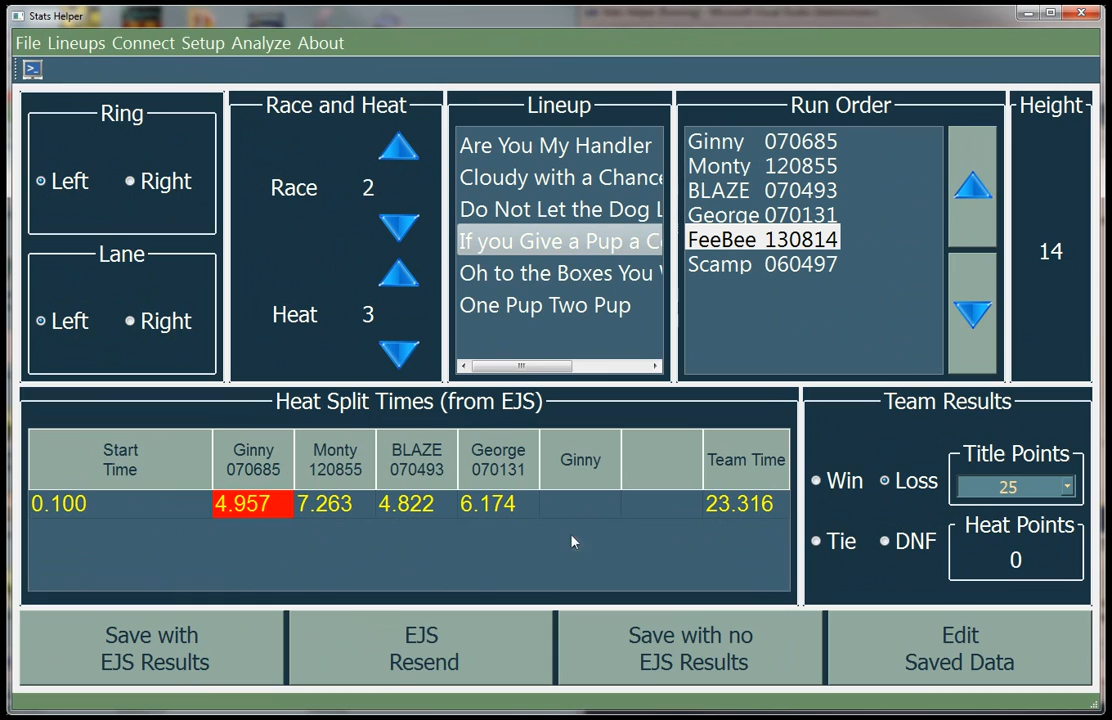 Stats Helper
File Lineups Connect Setup Analyze About
Ring
Left
Right
Lane
Left
Right
Race and Heat
Race 2
Heat 3
Lineup
Are You My Handler
Cloudy with a Chance
Do Not Let the Dog
If you Give a Pup a
Oh to the Boxes You
One Pup Two Pup
Run Order
Ginny 070685
Monty 120855
BLAZE 070493
George 070131
FeeBee 130814
Scamp 060497
Height
14
Heat Split Times (from EJS)
Start Time
Ginny 070685
Monty 120855
BLAZE 070493
George 070131
Ginny
Team Time
0.100 4.957 7.263 4.822 6.174 23.316
Team Results
Win
Loss
Tie
DNF
Title Points
25
Heat Points
0
Save with
EJS Results
EJS
Resend
Save with no
EJS Results
Edit
Saved Data